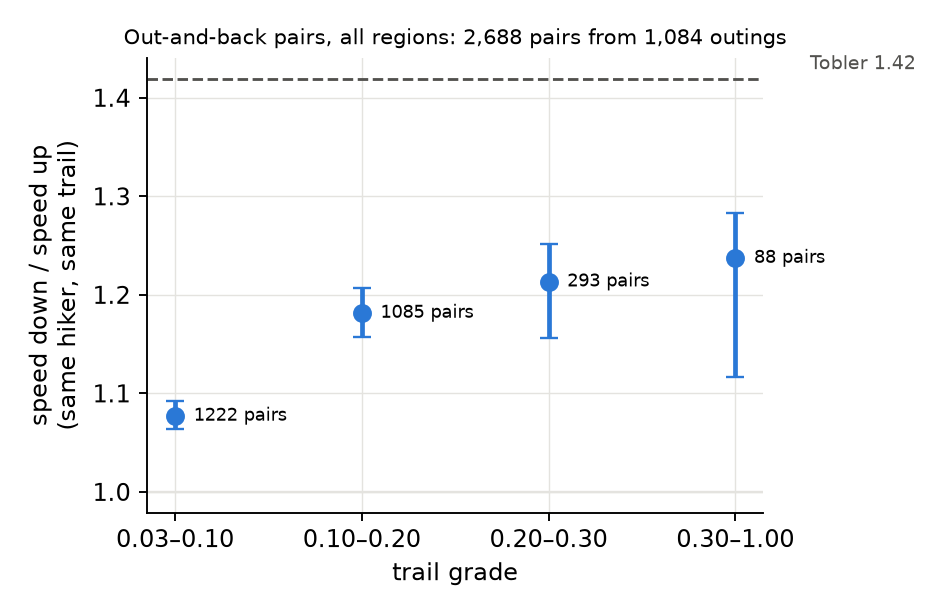 Out-and-back pairs, all regions: 2,688 pairs from 1,084 outings
Tobler 1.42
speed down / speed up
(same hiker, same trail)
1.4
1.3
1.2
1.1
1.0
1222 pairs
1085 pairs
293 pairs
88 pairs
0.03–0.10
0.10–0.20
0.20–0.30
0.30–1.00
trail grade